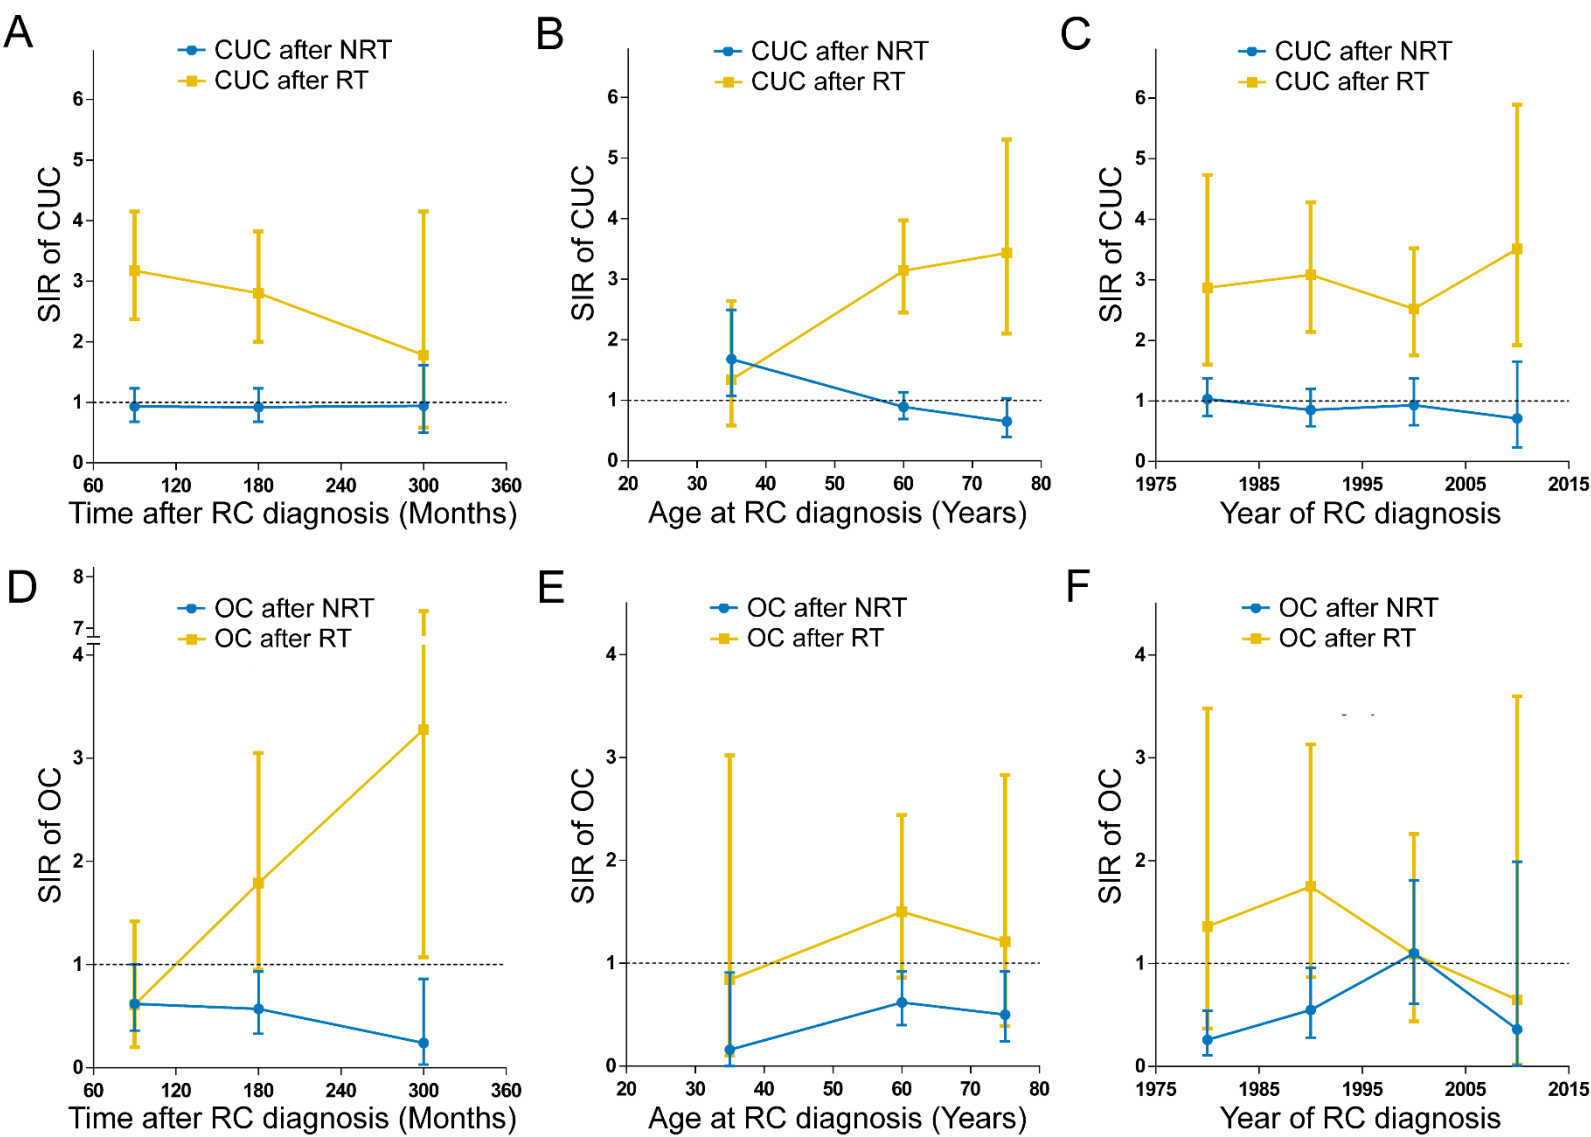 A
CUC after NRT
CUC after RT
6
5
4
3
2
1
0
SIR of CUC
60 120 180 240 300 360
Time after RC diagnosis (Months)
B
CUC after NRT
CUC after RT
6
5
4
3
2
1
0
SIR of CUC
20 30 40 50 60 70 80
Age at RC diagnosis (Years)
C
CUC after NRT
CUC after RT
6
5
4
3
2
1
0
SIR of CUC
1975 1985 1995 2005 2015
Year of RC diagnosis
D
OC after NRT
OC after RT
8
7
4
3
2
1
0
SIR of OC
60 120 180 240 300 360
Time after RC diagnosis (Months)
E
OC after NRT
OC after RT
4
3
2
1
0
SIR of OC
20 30 40 50 60 70 80
Age at RC diagnosis (Years)
F
OC after NRT
OC after RT
4
3
2
1
0
SIR of OC
1975 1985 1995 2005 2015
Year of RC diagnosis